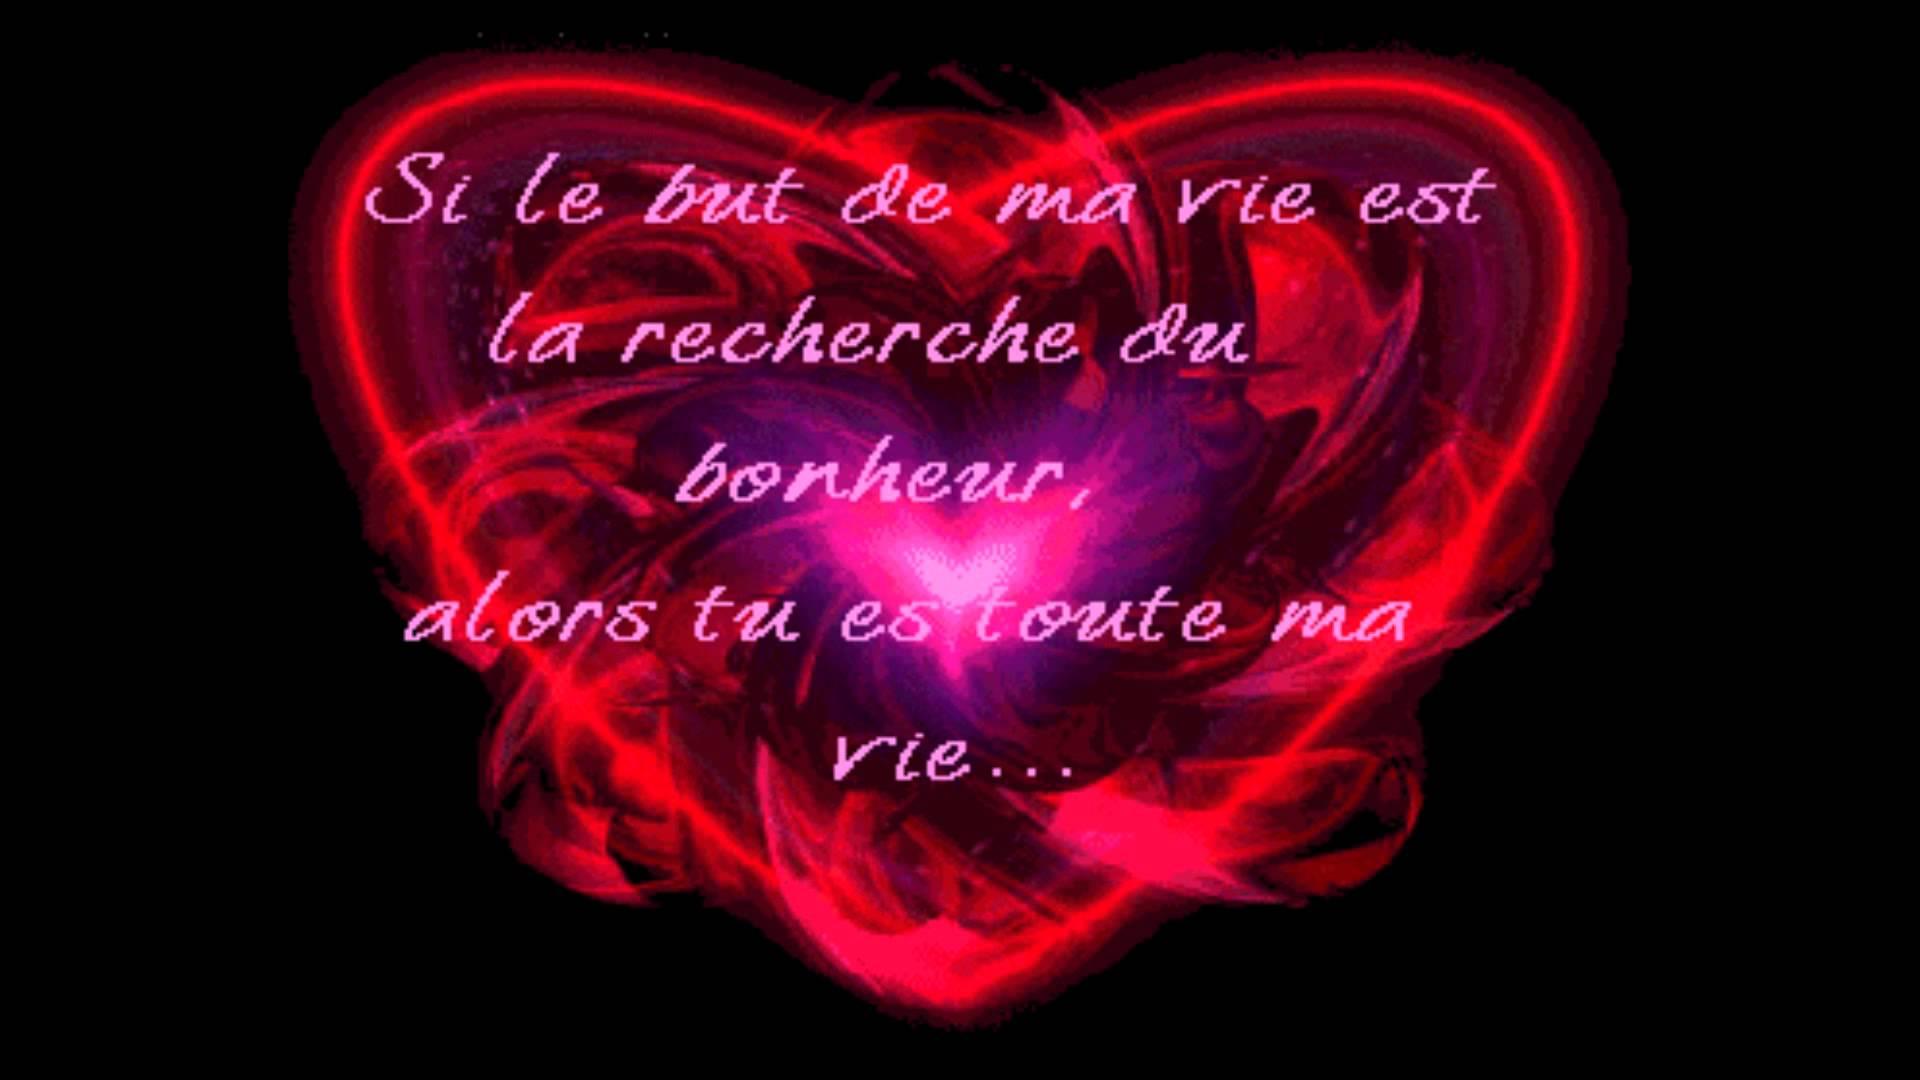 Si le but de ma vie est
la recherche du
bonheur,
alors tu es toute ma
vie...